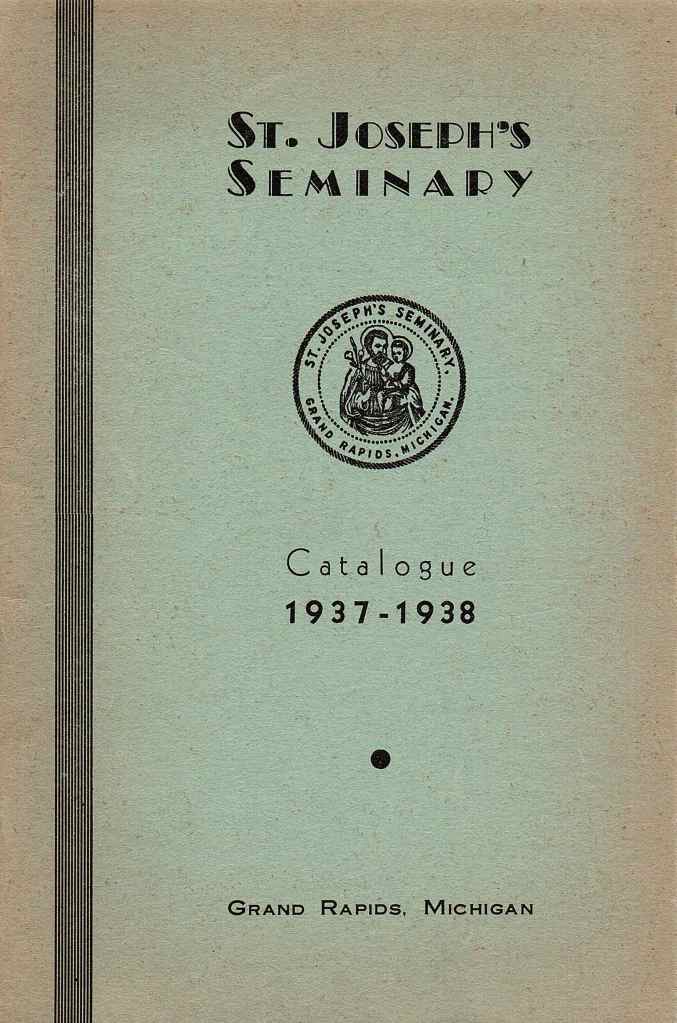 St. Joseph's
Seminary
ST. JOSEPH'S SEMINARY,
GRAND RAPIDS, MICHIGAN.
Catalogue
1937-1938
Grand Rapids, Michigan